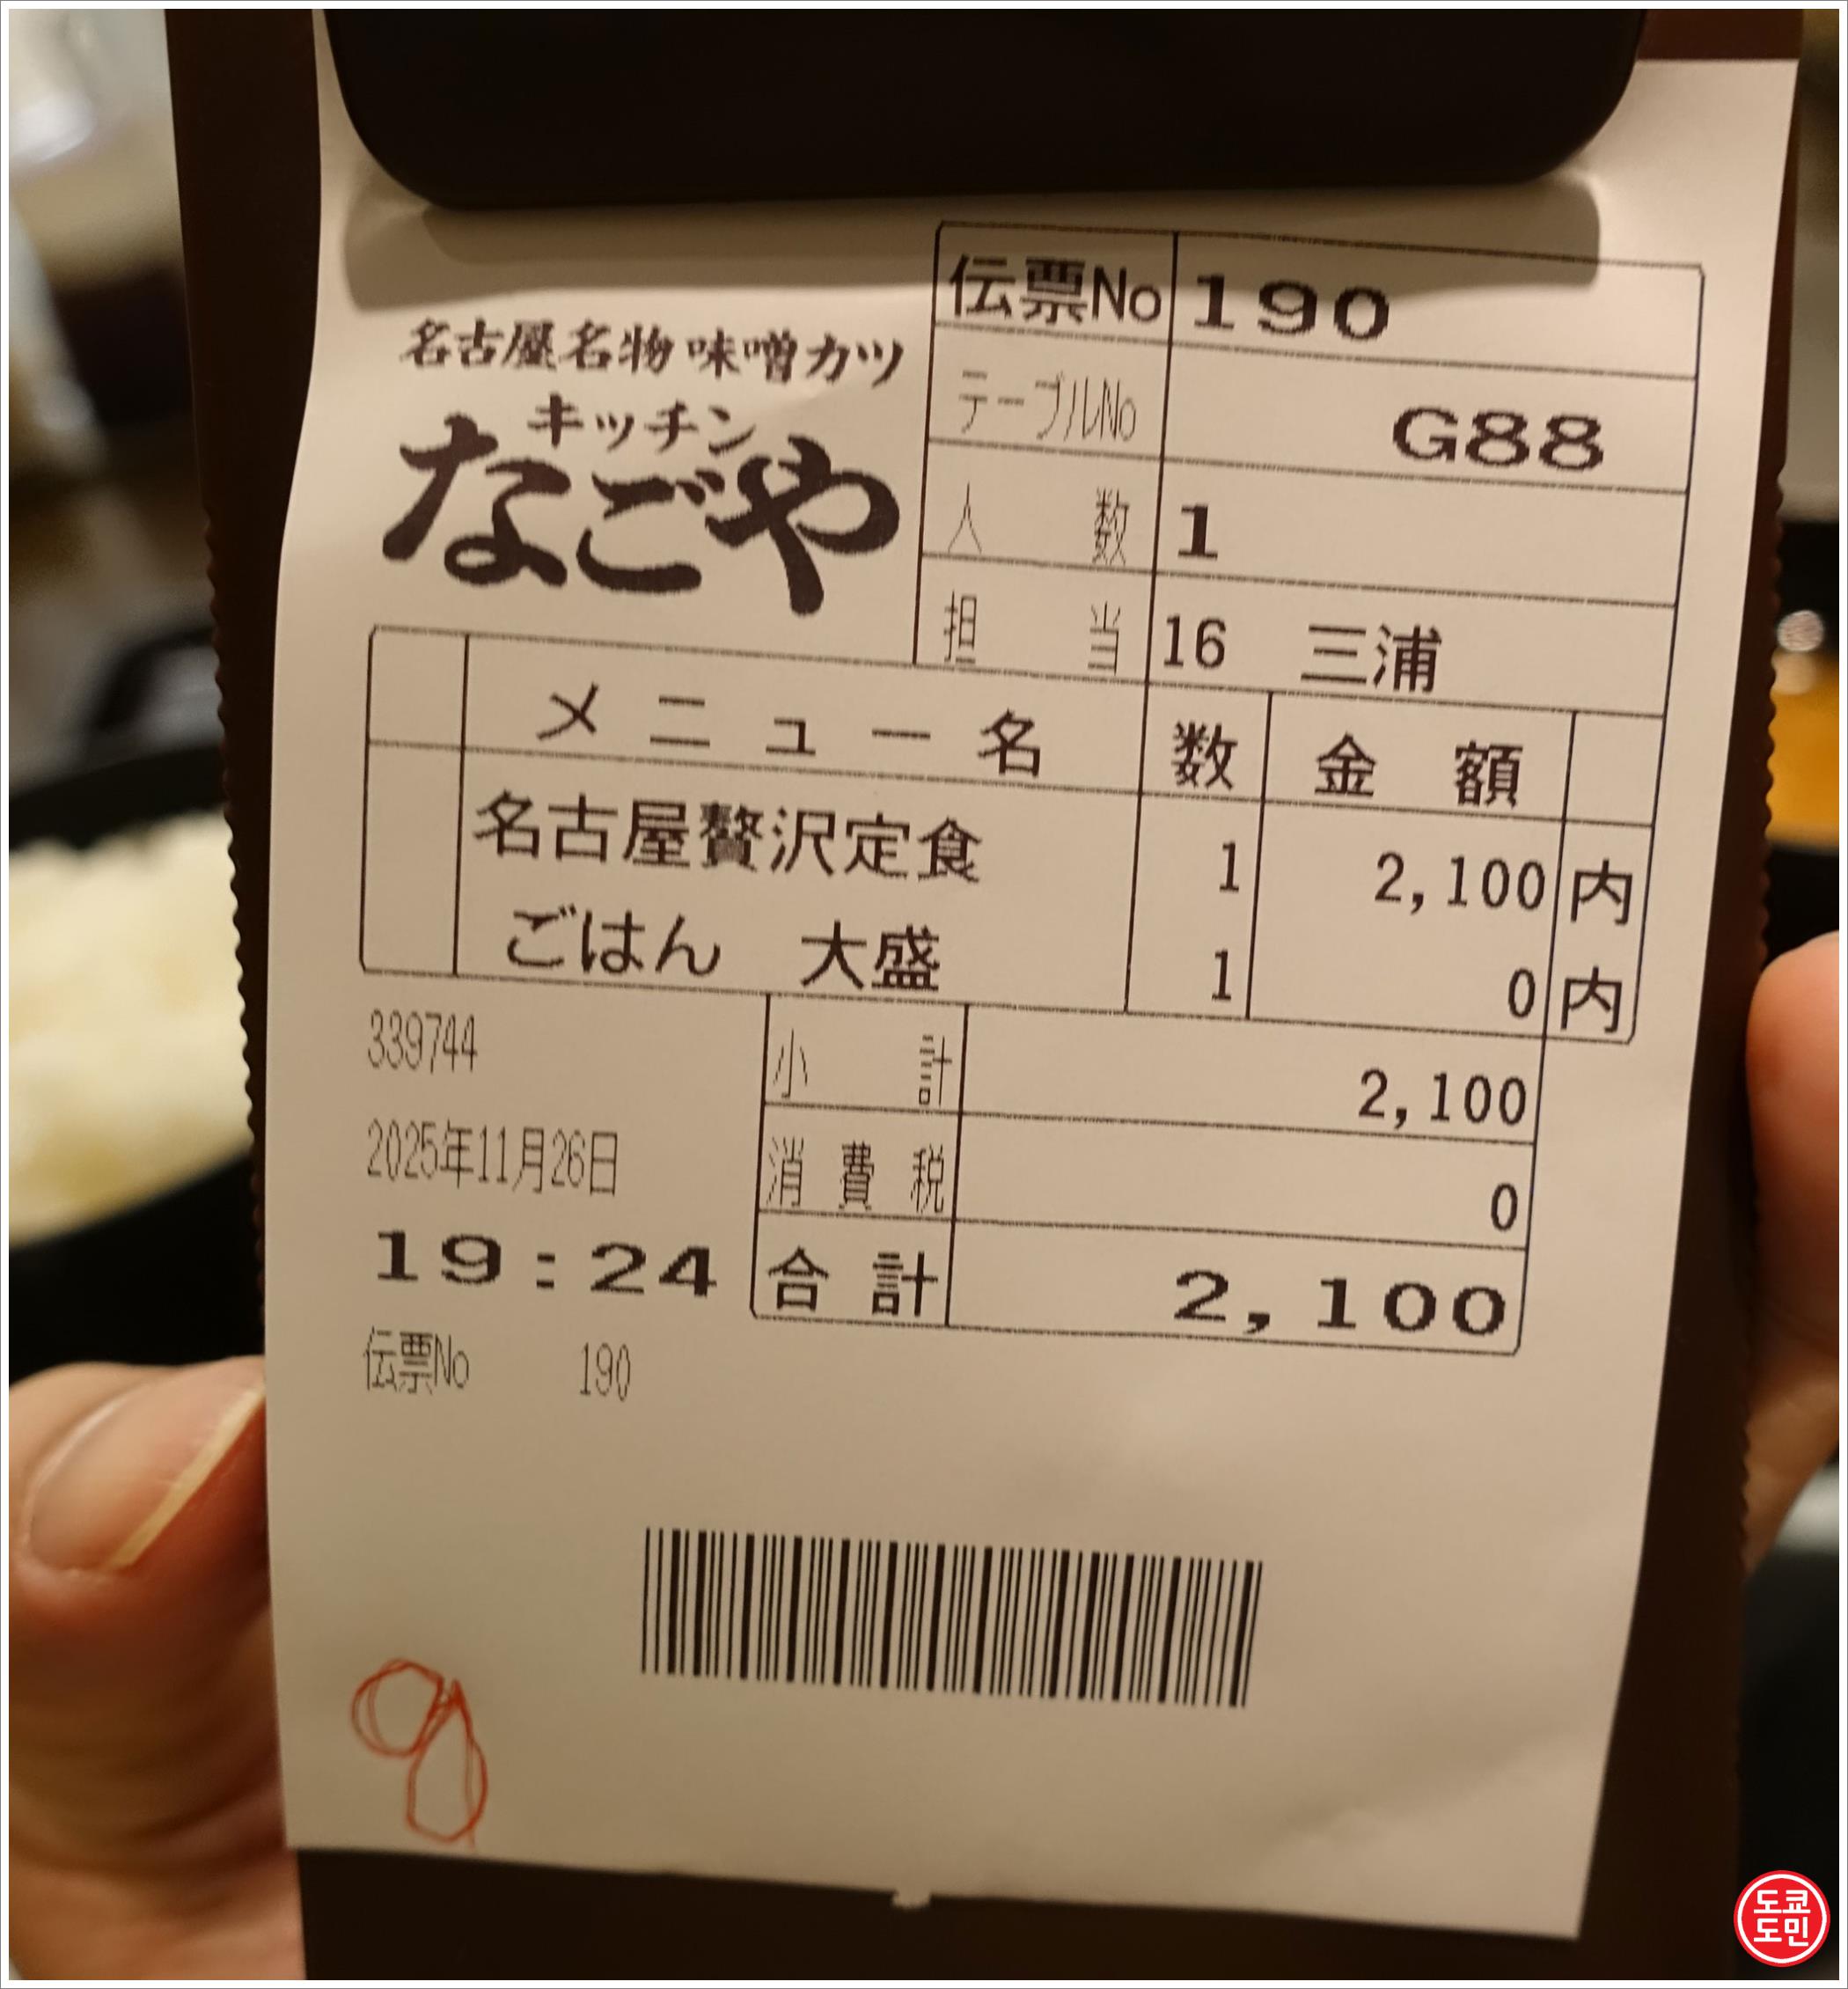 伝票No 190
名古屋名物 味噌カツ
キッチン
なごや
テーブルNo G88
人数 1
担当 16 三浦
メニュー名 数 金額
名古屋贅沢定食 1 2,100 内
ごはん 大盛 1 0 内
339744
小計 2,100
2025年11月26日
消費税 0
19:24
合計 2,100
伝票No 190
도쿄
도민